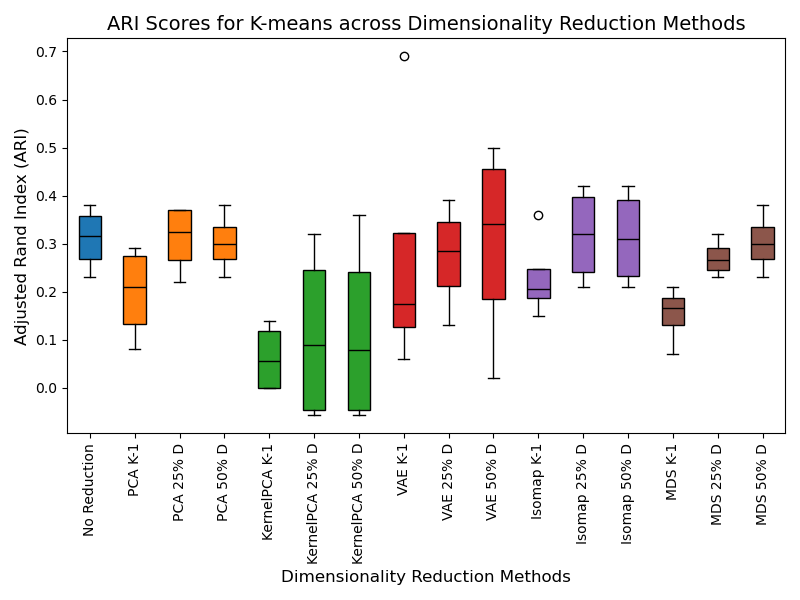 ARI Scores for K-means across Dimensionality Reduction Methods
Adjusted Rand Index (ARI)
0.7
0.6
0.5
0.4
0.3
0.2
0.1
0.0
No Reduction
PCA K-1
PCA 25% D
PCA 50% D
KernelPCA K-1
KernelPCA 25% D
KernelPCA 50% D
VAE K-1
VAE 25% D
VAE 50% D
Isomap K-1
Isomap 25% D
Isomap 50% D
MDS K-1
MDS 25% D
MDS 50% D
Dimensionality Reduction Methods